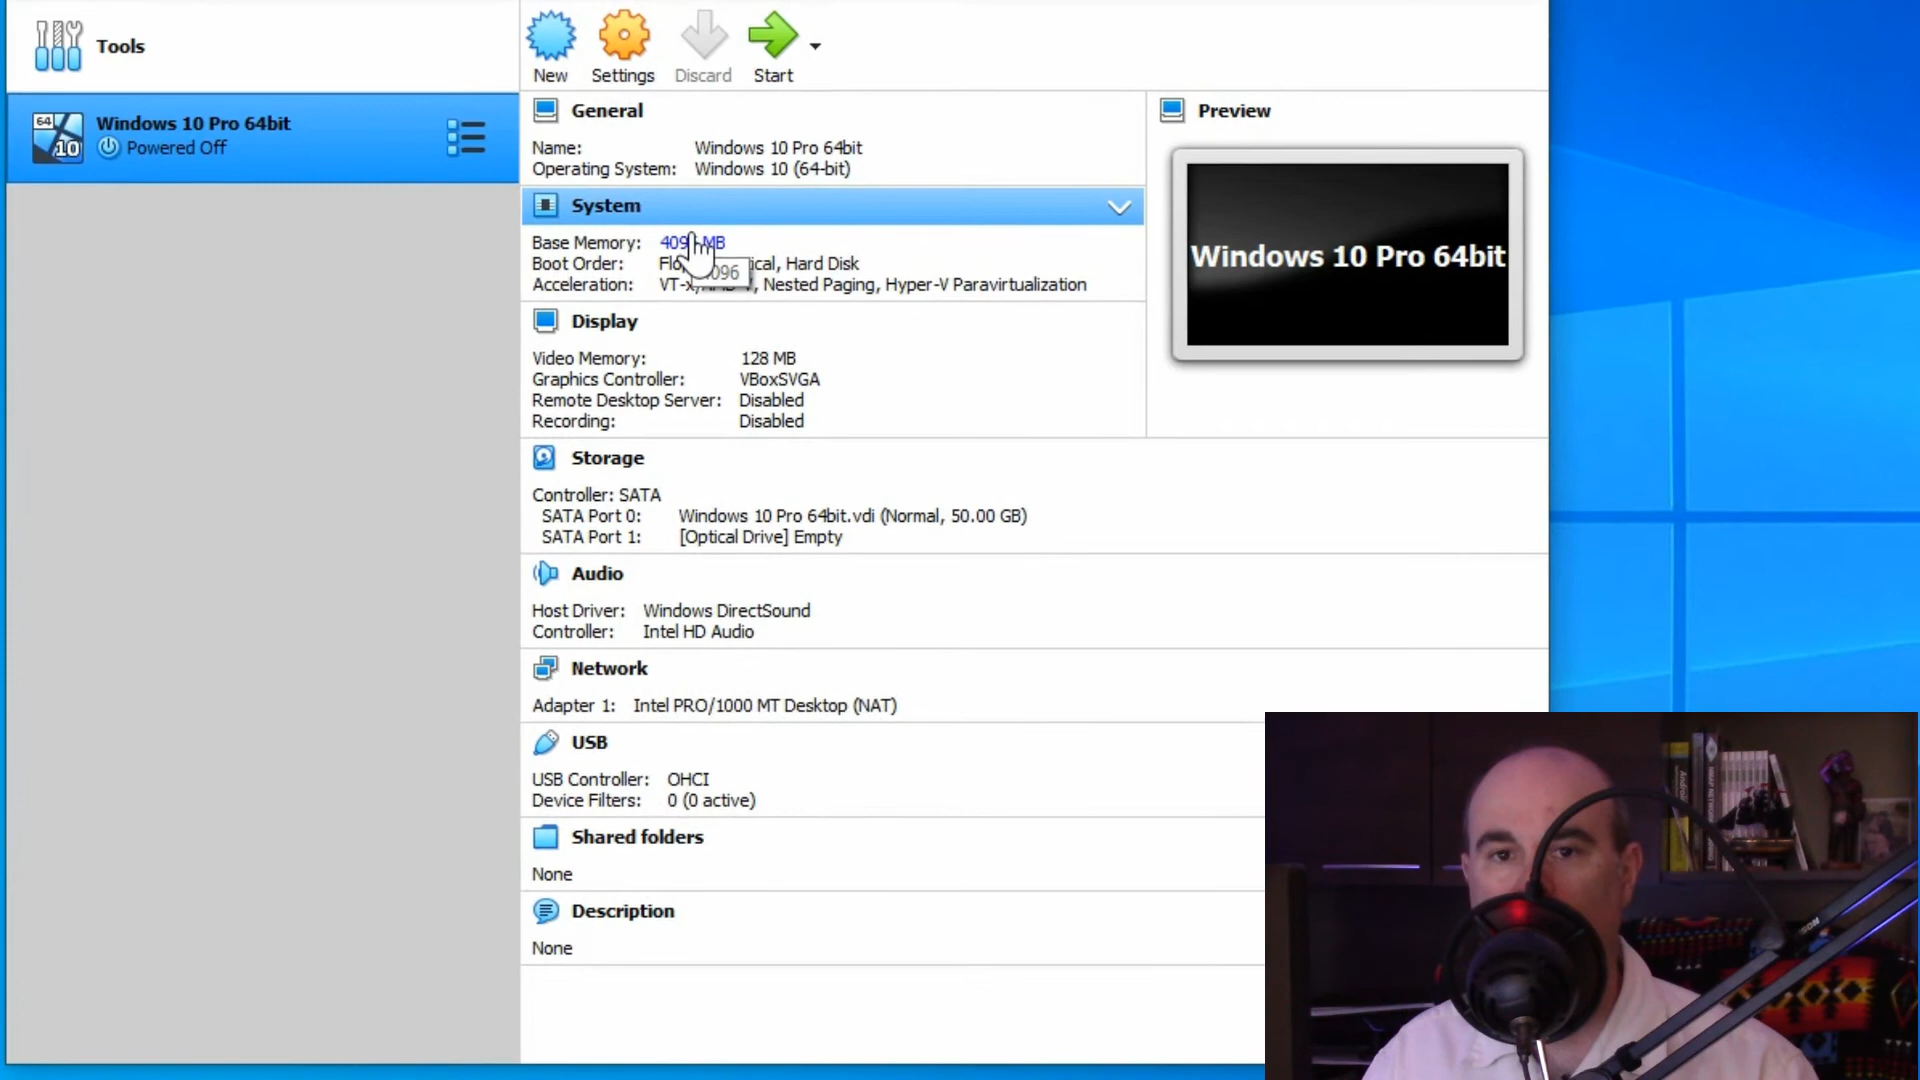 Tools
New
Settings
Discard
Start
64
10
Windows 10 Pro 64bit
Powered Off
General
Name: Windows 10 Pro 64bit
Operating System: Windows 10 (64-bit)
Preview
Windows 10 Pro 64bit
System
Base Memory: MB
Boot Order: Hard Disk
096
Acceleration: Nested Paging, Hyper-V Paravirtualization
Display
Video Memory: 128 MB
Graphics Controller: VBoxSVGA
Remote Desktop Server: Disabled
Recording: Disabled
Storage
Controller: SATA
SATA Port 0: Windows 10 Pro 64bit.vdi (Normal, 50.00 GB)
SATA Port 1: [Optical Drive] Empty
Audio
Host Driver: Windows DirectSound
Controller: Intel HD Audio
Network
Adapter 1: Intel PRO/1000 MT Desktop (NAT)
USB
USB Controller: OHCI
Device Filters: 0 (0 active)
Shared folders
None
Description
None